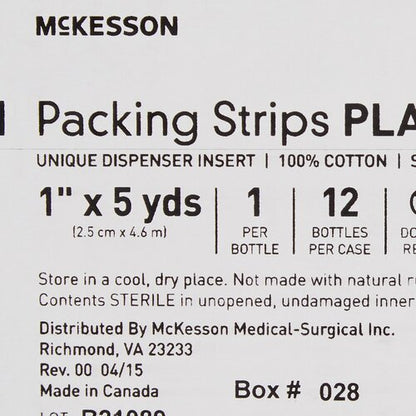 McKESSON
Packing Strips PLA
UNIQUE DISPENSER INSERT | 100% COTTON | S
1" x 5 yds | 1 | 12
(2.5 cm x 4.6 m) PER BOTTLE BOTTLES PER CASE DO RE
Store in a cool, dry place. Not made with natural r
Contents STERILE in unopened, undamaged inner
Distributed By McKesson Medical-Surgical Inc.
Richmond, VA 23233
Rev. 00 04/15
Made in Canada Box # 028